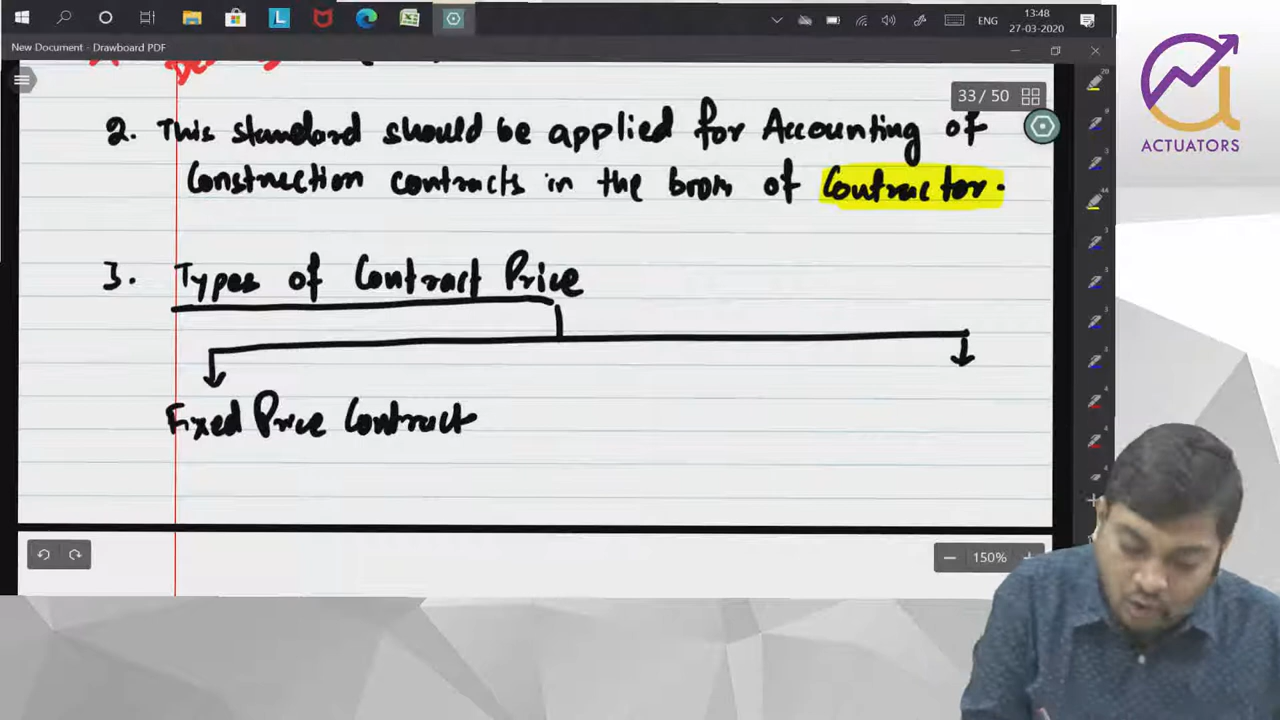 13:48
ENG
27-03-2020
New Document - Drawboard PDF
33 / 50
ACTUATORS
2. This standard should be applied for Accounting of
Construction contracts in the book of Contractor.
3. Types of Contract Price
Fixed Price Contract
150%